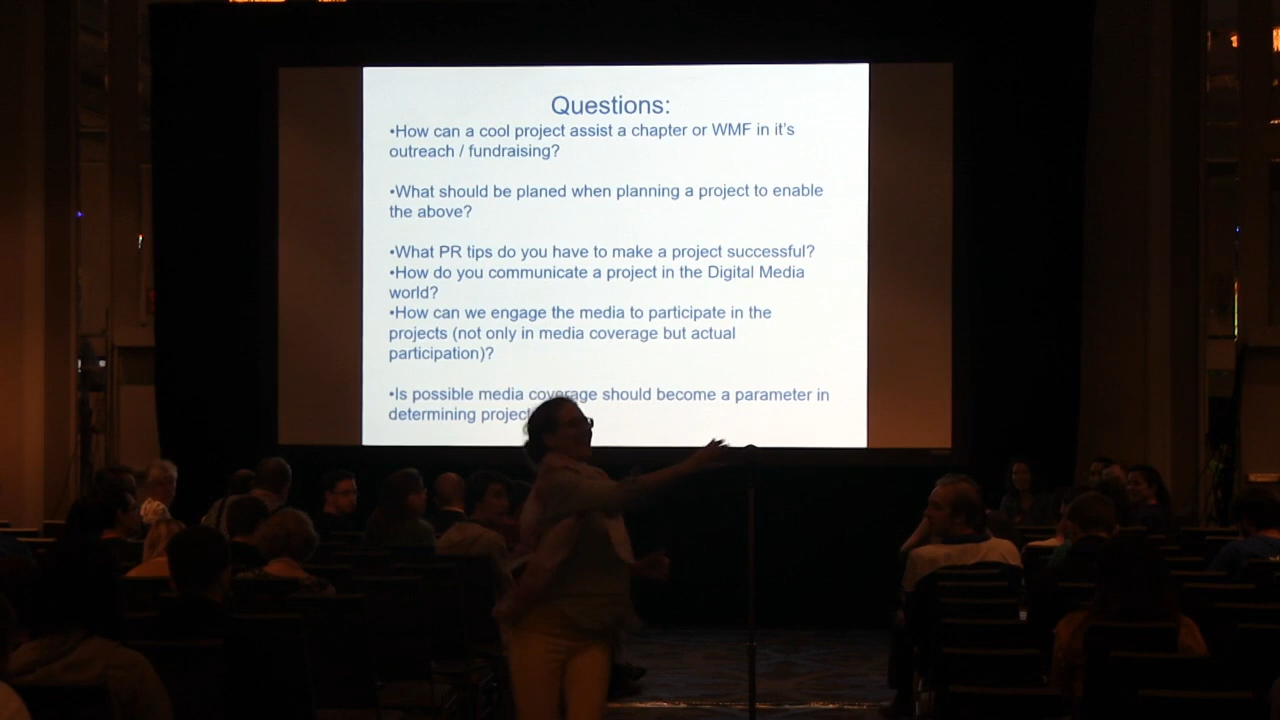 Questions:
•How can a cool project assist a chapter or WMF in it's
outreach / fundraising?
•What should be planed when planning a project to enable
the above?
•What PR tips do you have to make a project successful?
•How do you communicate a project in the Digital Media
world?
•How can we engage the media to participate in the
projects (not only in media coverage but actual
participation)?
•Is possible media coverage should become a parameter in
determining